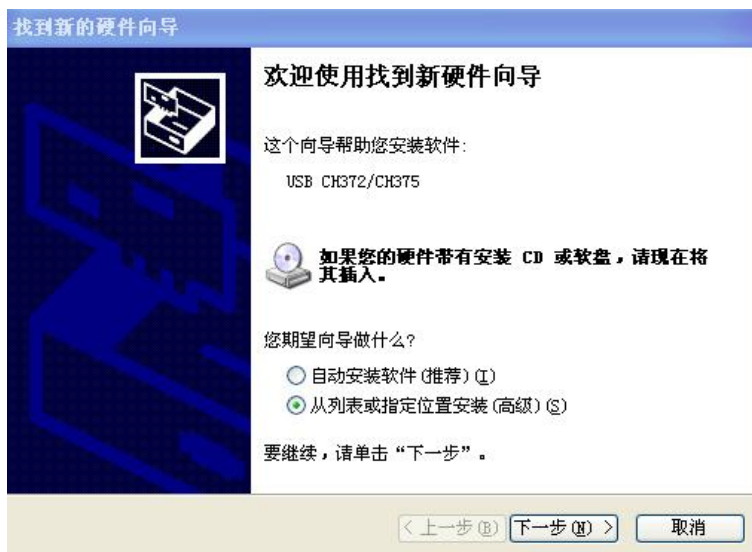 找到新的硬件向导
欢迎使用找到新硬件向导
这个向导帮助您安装软件:
USB CH372/CH375
如果您的硬件带有安装 CD 或软盘，请现在将
其插入。
您期望向导做什么?
自动安装软件(推荐)(I)
从列表或指定位置安装(高级)(S)
要继续，请单击“下一步”。
< 上一步(B) 下一步(N) > 取消